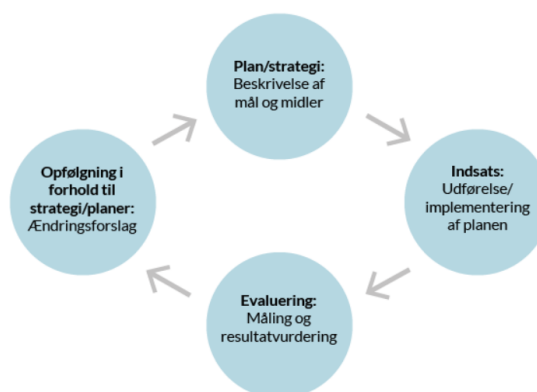 Plan/strategi:
Beskrivelse af
mål og midler
Indsats:
Udførelse/
implementering
af planen
Evaluering:
Måling og
resultatvurdering
Opfølgning i
forhold til
strategi/planer:
Ændringsforslag